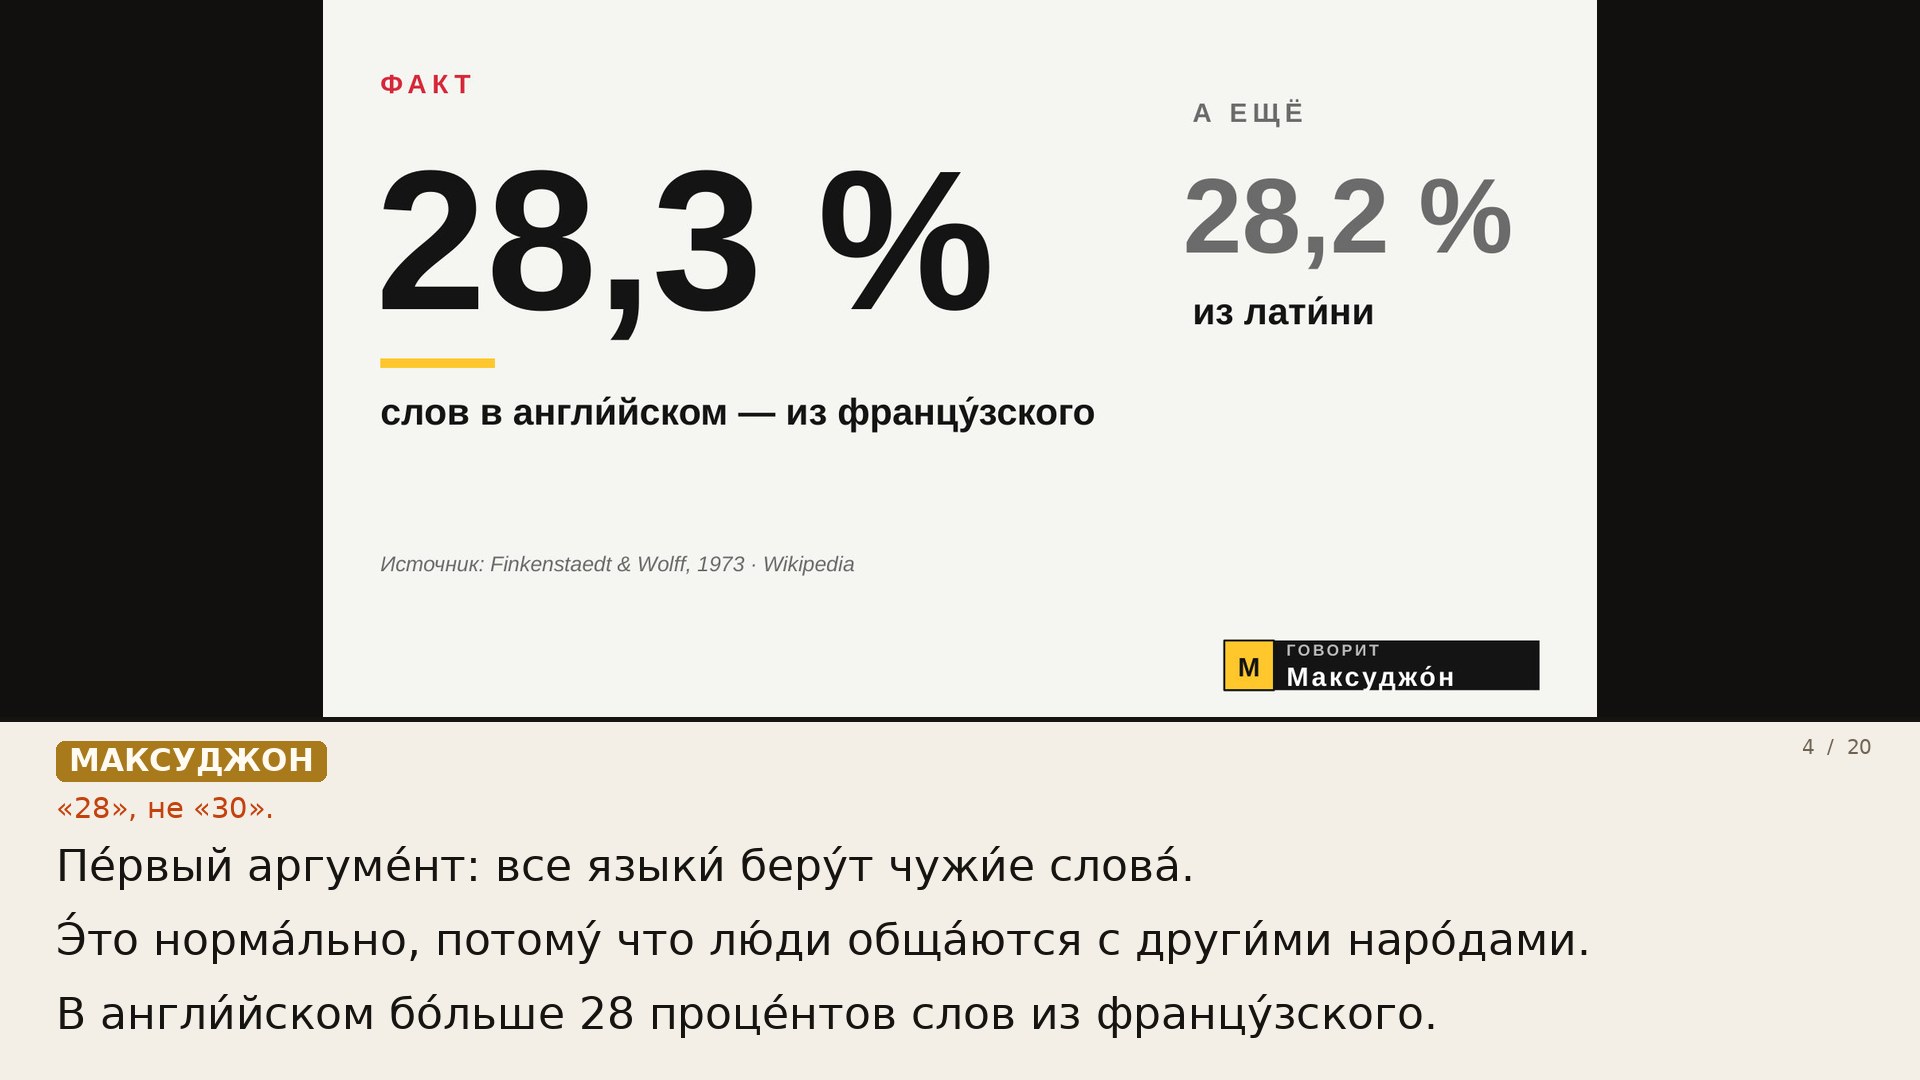 ФАКТ
28,3 %
слов в англи́йском — из францу́зского
А ЕЩЁ
28,2 %
из лати́ни
Источник: Finkenstaedt & Wolff, 1973 · Wikipedia
М
ГОВОРИТ
Максуджо́н
МАКСУДЖОН
4 / 20
«28», не «30».
Пе́рвый аргуме́нт: все языки́ беру́т чужи́е слова́.
Э́то норма́льно, потому́ что лю́ди обща́ются с други́ми наро́дами.
В англи́йском бо́льше 28 проце́нтов слов из францу́зского.